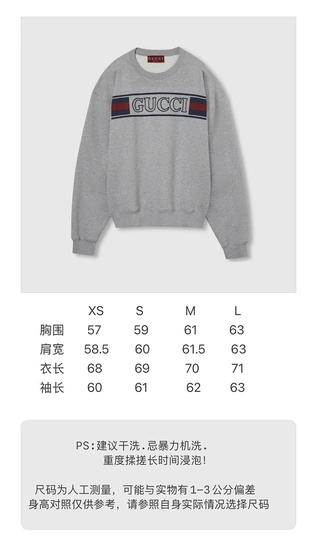 GUCCI
GUCCI
XS S M L
胸围 57 59 61 63
肩宽 58.5 60 61.5 63
衣长 68 69 70 71
袖长 60 61 62 63
PS:建议干洗.忌暴力机洗.
重度揉搓长时间浸泡!
尺码为人工测量，可能与实物有1-3公分偏差
身高对照仅供参考，请参照自身实际情况选择尺码